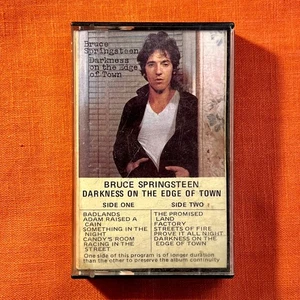 Bruce
Springsteen
Darkness
on the Edge
of Town
BRUCE SPRINGSTEEN
DARKNESS ON THE EDGE OF TOWN
SIDE ONE
BADLANDS
ADAM RAISED A
CAIN
SOMETHING IN THE
NIGHT
CANDY'S ROOM
RACING IN THE
STREET
SIDE TWO
THE PROMISED
LAND
FACTORY
STREETS OF FIRE
PROVE IT ALL NIGHT
DARKNESS ON THE
EDGE OF TOWN
One side of this program is of longer duration
than the other to preserve the album continuity